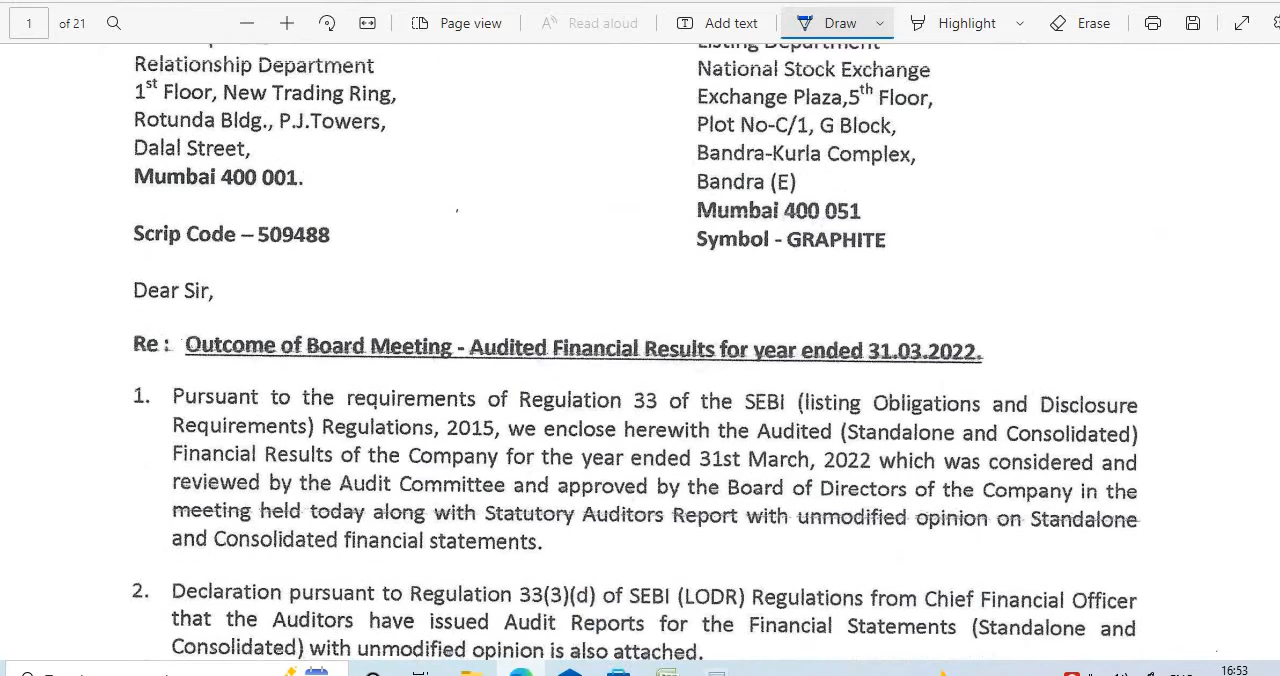 1 of 21 Page view Read aloud Add text Draw Highlight Erase
Relationship Department
1st Floor, New Trading Ring,
Rotunda Bldg., P.J.Towers,
Dalal Street,
Mumbai 400 001.
Scrip Code – 509488
Listing Department
National Stock Exchange
Exchange Plaza,5th Floor,
Plot No-C/1, G Block,
Bandra-Kurla Complex,
Bandra (E)
Mumbai 400 051
Symbol - GRAPHITE
Dear Sir,
Re : Outcome of Board Meeting - Audited Financial Results for year ended 31.03.2022.
1. Pursuant to the requirements of Regulation 33 of the SEBI (listing Obligations and Disclosure
Requirements) Regulations, 2015, we enclose herewith the Audited (Standalone and Consolidated)
Financial Results of the Company for the year ended 31st March, 2022 which was considered and
reviewed by the Audit Committee and approved by the Board of Directors of the Company in the
meeting held today along with Statutory Auditors Report with unmodified opinion on Standalone
and Consolidated financial statements.
2. Declaration pursuant to Regulation 33(3)(d) of SEBI (LODR) Regulations from Chief Financial Officer
that the Auditors have issued Audit Reports for the Financial Statements (Standalone and
Consolidated) with unmodified opinion is also attached.
16:53